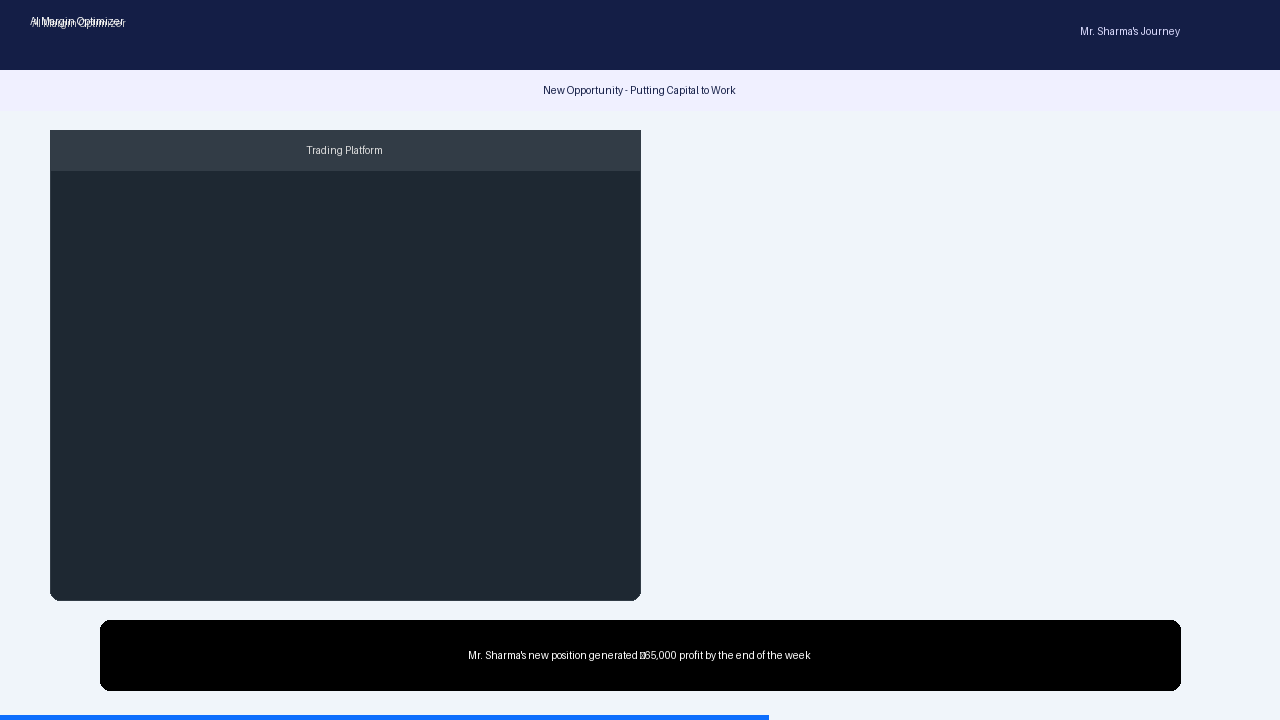 AI Margin Optimizer
Mr. Sharma's Journey
New Opportunity - Putting Capital to Work
Trading Platform
Mr. Sharma's new position generated 65,000 profit by the end of the week